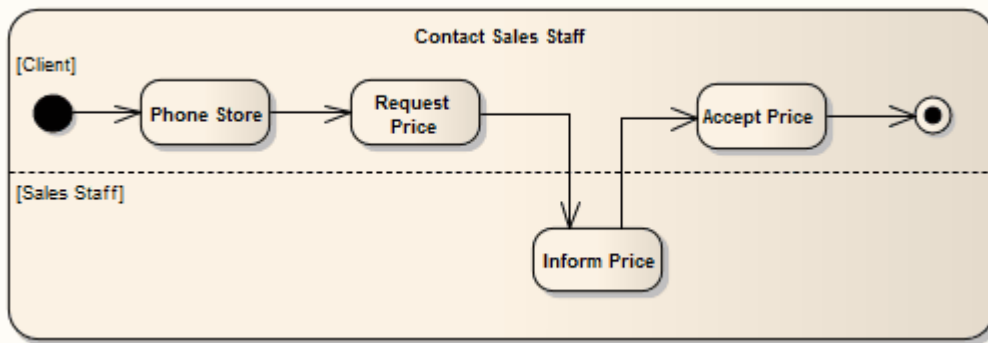 Contact Sales Staff
[Client]
Phone Store
Request
Price
Accept Price
[Sales Staff]
Inform Price